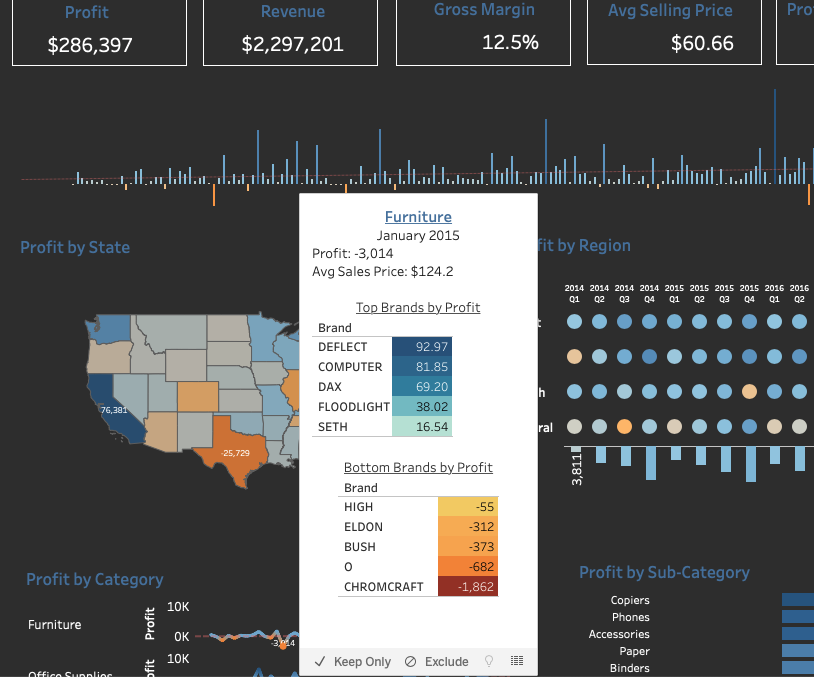 Profit
$286,397
Revenue
$2,297,201
Gross Margin
12.5%
Avg Selling Price
$60.66
Pro
Profit by State
76,381
-25,729
Furniture
January 2015
Profit: -3,014
Avg Sales Price: $124.2
Top Brands by Profit
Brand
DEFLECT 92.97
COMPUTER 81.85
DAX 69.20
FLOODLIGHT 38.02
SETH 16.54
Bottom Brands by Profit
Brand
HIGH -55
ELDON -312
BUSH -373
O -682
CHROMCRAFT -1,862
Keep Only Exclude
fit by Region
2014 2014 2014 2014 2015 2015 2015 2015 2016 2016
Q1 Q2 Q3 Q4 Q1 Q2 Q3 Q4 Q1 Q2
t
h
ral
3,811
Profit by Category
Furniture
Profit
10K
0K
-3,014
Office Supplies
fit
10K
Profit by Sub-Category
Copiers
Phones
Accessories
Paper
Binders